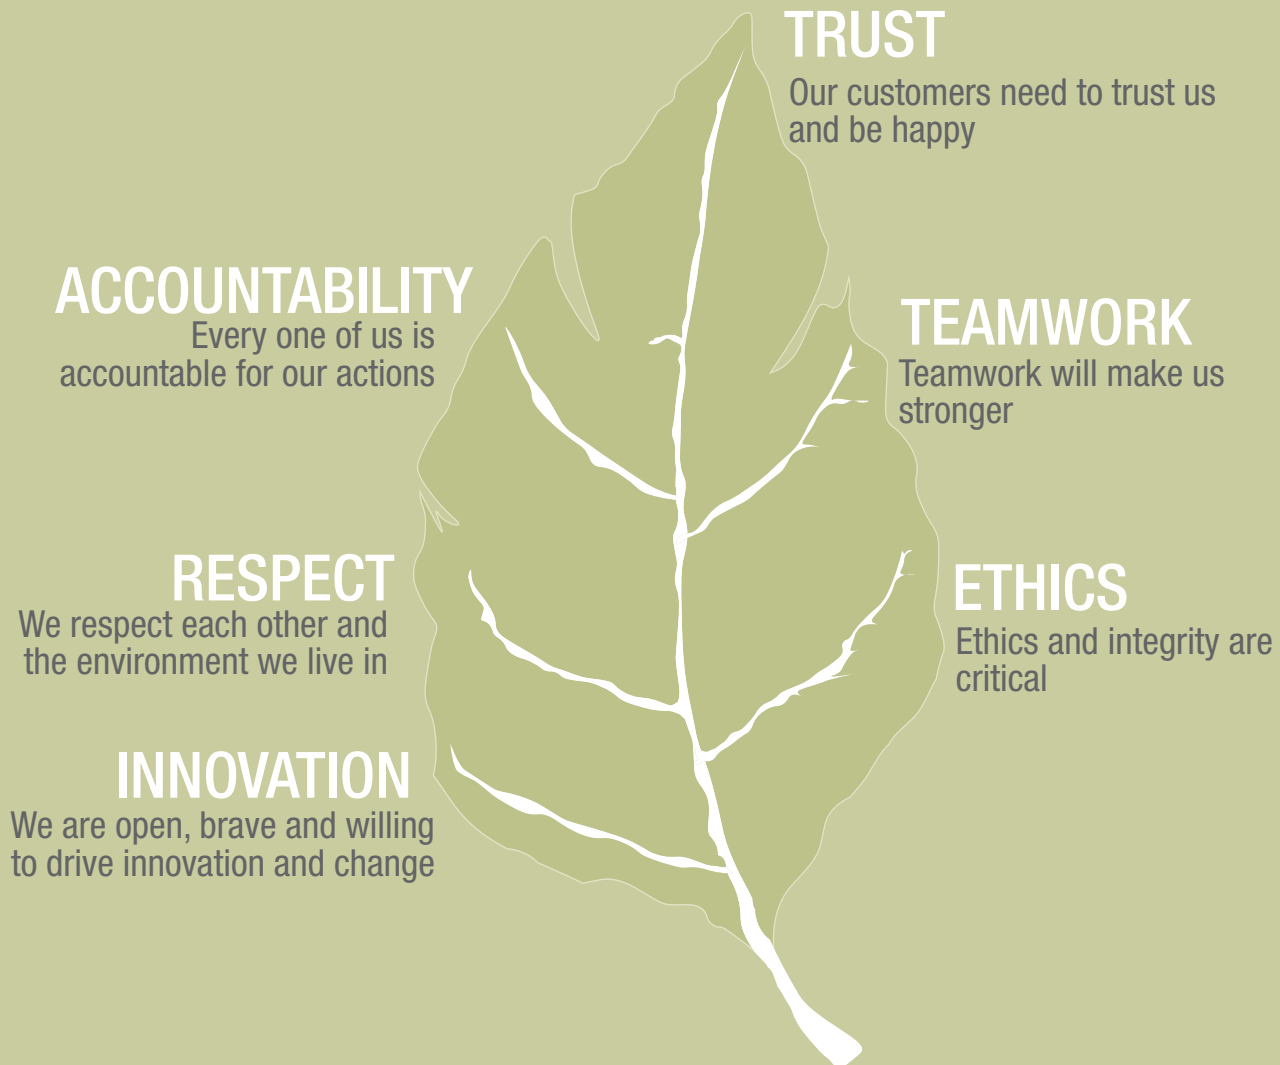 TRUST
Our customers need to trust us
and be happy
ACCOUNTABILITY
Every one of us is
accountable for our actions
TEAMWORK
Teamwork will make us
stronger
RESPECT
We respect each other and
the environment we live in
ETHICS
Ethics and integrity are
critical
INNOVATION
We are open, brave and willing
to drive innovation and change